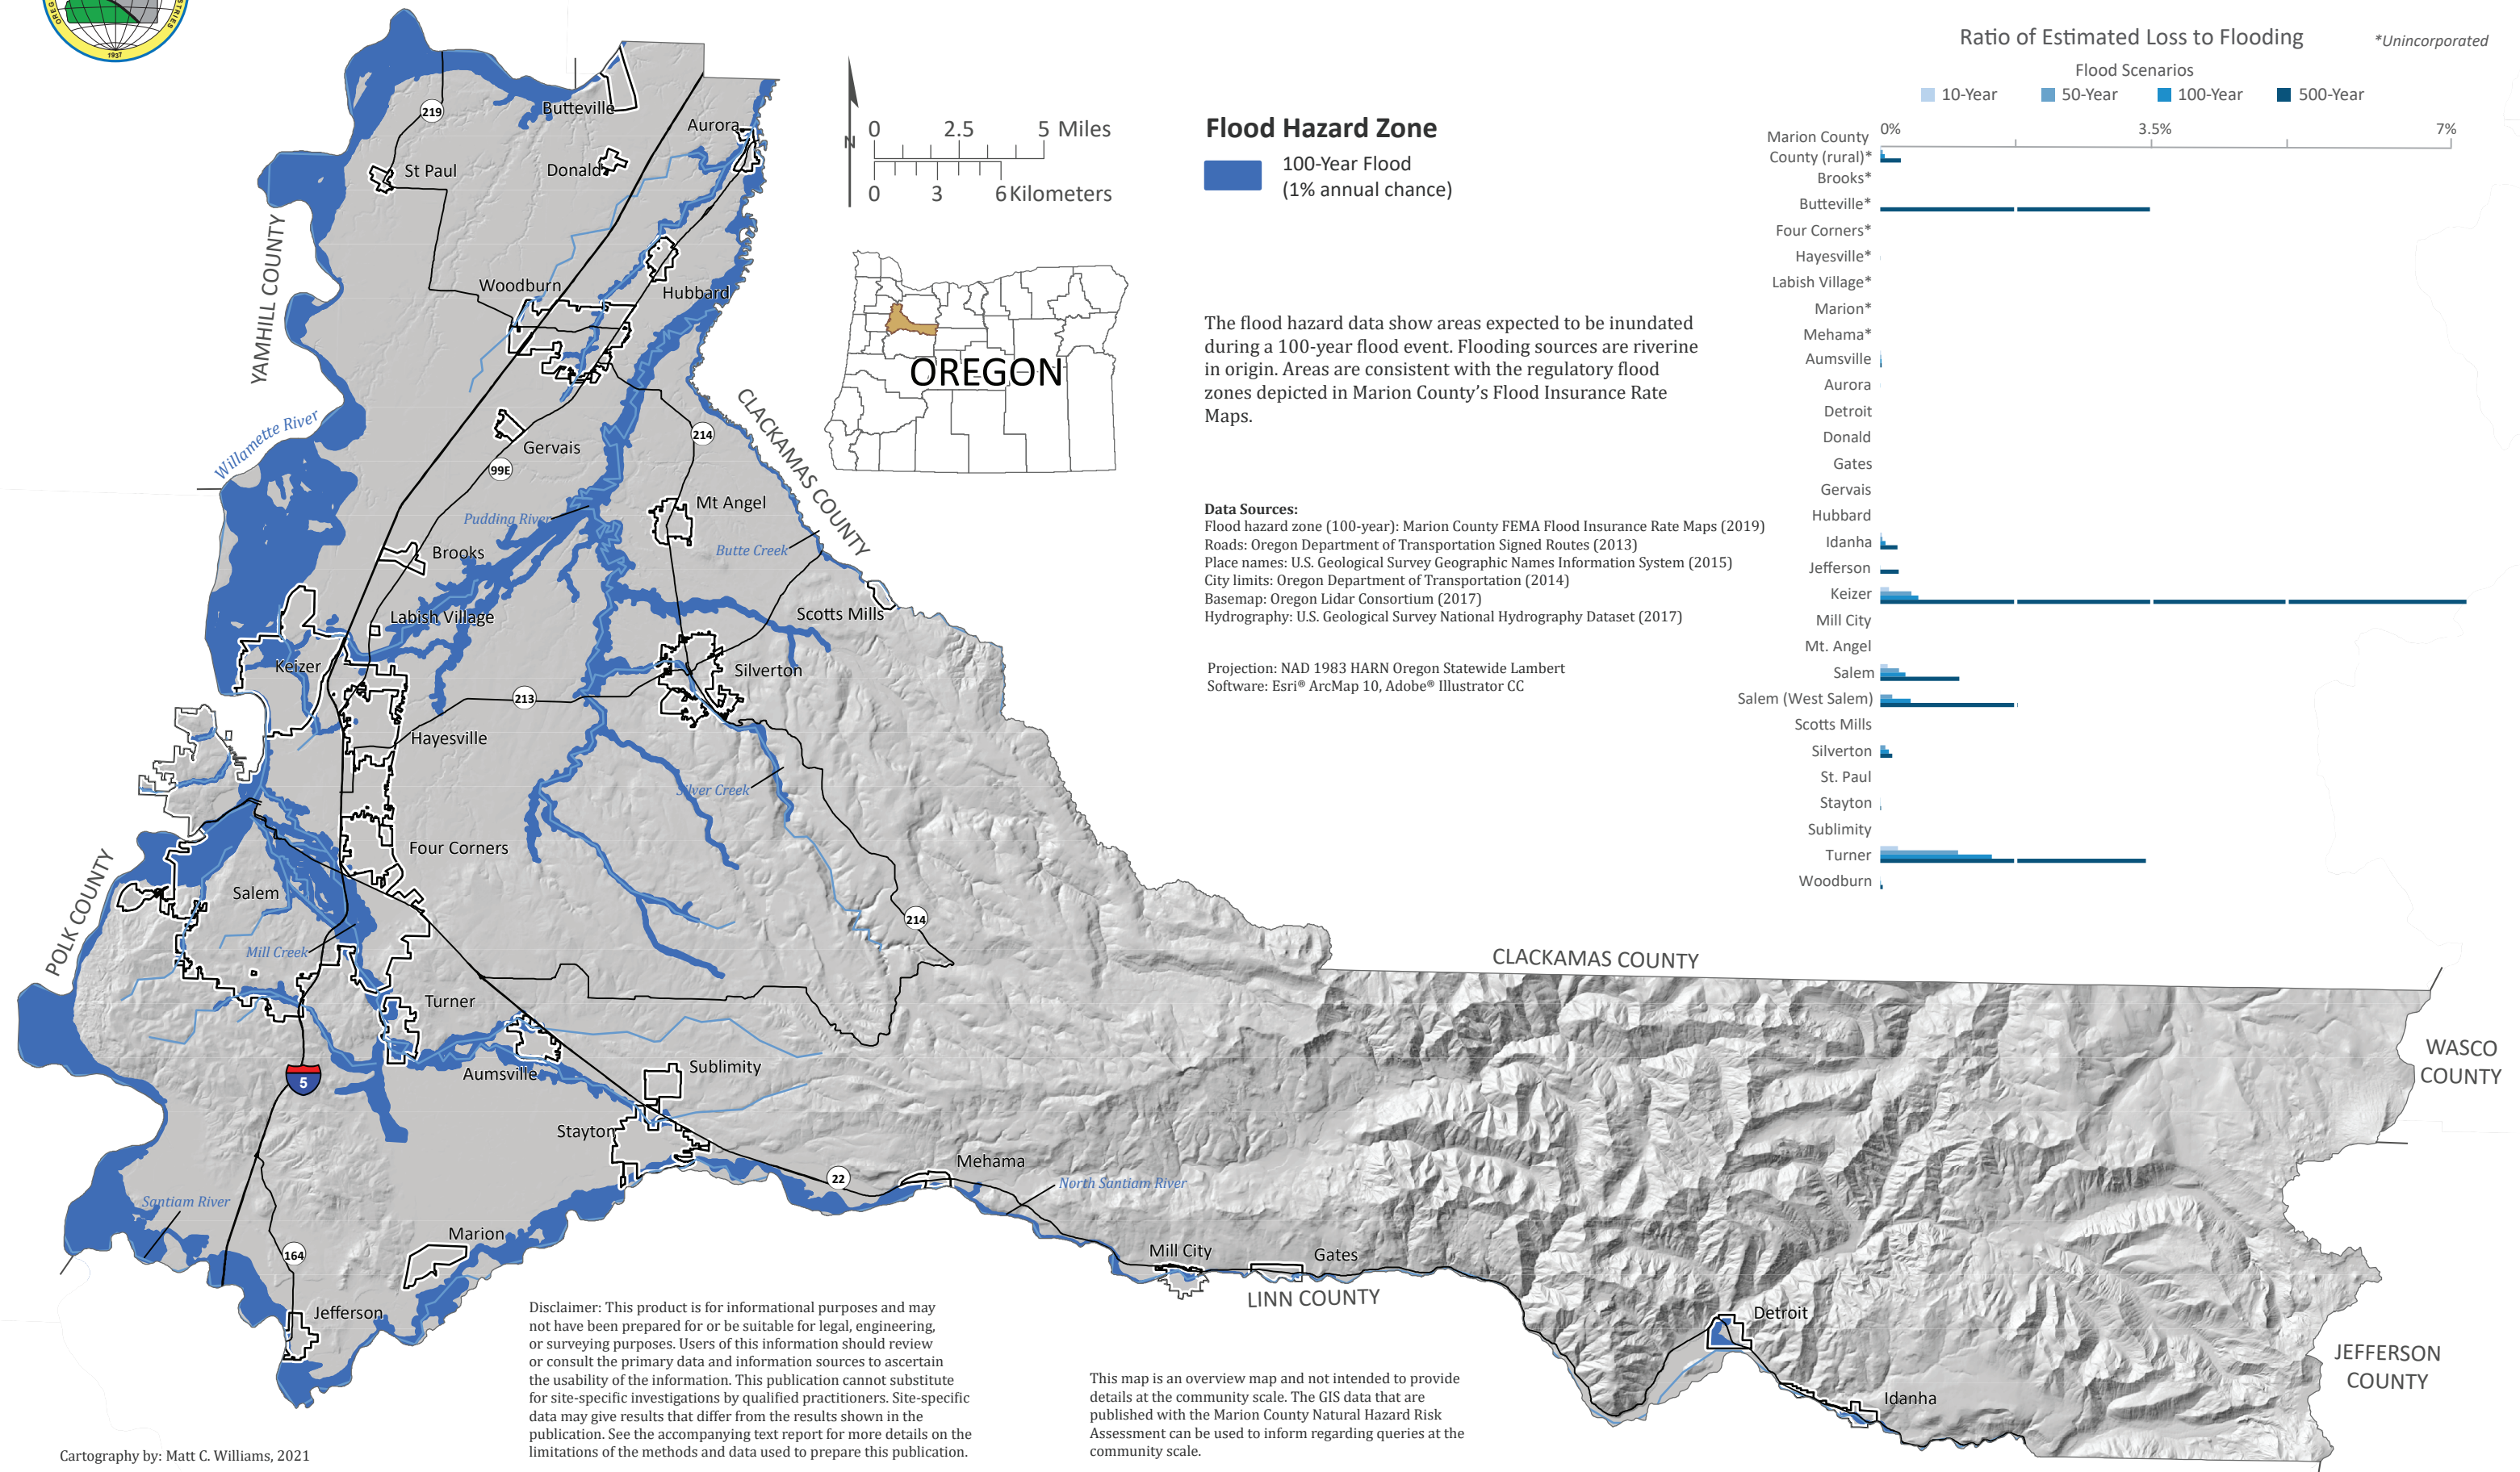 OREG
STRIES
1937
Ratio of Estimated Loss to Flooding
*Unincorporated
Flood Scenarios
10-Year
50-Year
100-Year
500-Year
0%
3.5%
7%
Marion County
County (rural)*
Brooks*
Butteville*
Four Corners*
Hayesville*
Labish Village*
Marion*
Mehama*
Aumsville
Aurora
Detroit
Donald
Gates
Gervais
Hubbard
Idanha
Jefferson
Keizer
Mill City
Mt. Angel
Salem
Salem (West Salem)
Scotts Mills
Silverton
St. Paul
Stayton
Sublimity
Turner
Woodburn
Flood Hazard Zone
100-Year Flood
(1% annual chance)
N
0
2.5
5 Miles
0
3
6 Kilometers
OREGON
The flood hazard data show areas expected to be inundated
during a 100-year flood event. Flooding sources are riverine
in origin. Areas are consistent with the regulatory flood
zones depicted in Marion County's Flood Insurance Rate
Maps.
Data Sources:
Flood hazard zone (100-year): Marion County FEMA Flood Insurance Rate Maps (2019)
Roads: Oregon Department of Transportation Signed Routes (2013)
Place names: U.S. Geological Survey Geographic Names Information System (2015)
City limits: Oregon Department of Transportation (2014)
Basemap: Oregon Lidar Consortium (2017)
Hydrography: U.S. Geological Survey National Hydrography Dataset (2017)
Projection: NAD 1983 HARN Oregon Statewide Lambert
Software: Esri® ArcMap 10, Adobe® Illustrator CC
Butteville
219
Aurora
St Paul
Donald
YAMHILL COUNTY
Woodburn
Hubbard
Willamette River
CLACKAMAS COUNTY
214
Gervais
99E
Mt Angel
Pudding River
Butte Creek
Brooks
Labish Village
Scotts Mills
Keizer
Silverton
213
Hayesville
Silver Creek
Four Corners
POLK COUNTY
Salem
214
Mill Creek
CLACKAMAS COUNTY
Turner
WASCO
COUNTY
5
Aumsville
Sublimity
Stayton
Mehama
22
North Santiam River
Santiam River
Marion
164
Mill City
Gates
LINN COUNTY
Jefferson
Detroit
JEFFERSON
COUNTY
Idanha
Disclaimer: This product is for informational purposes and may
not have been prepared for or be suitable for legal, engineering,
or surveying purposes. Users of this information should review
or consult the primary data and information sources to ascertain
the usability of the information. This publication cannot substitute
for site-specific investigations by qualified practitioners. Site-specific
data may give results that differ from the results shown in the
publication. See the accompanying text report for more details on the
limitations of the methods and data used to prepare this publication.
This map is an overview map and not intended to provide
details at the community scale. The GIS data that are
published with the Marion County Natural Hazard Risk
Assessment can be used to inform regarding queries at the
community scale.
Cartography by: Matt C. Williams, 2021